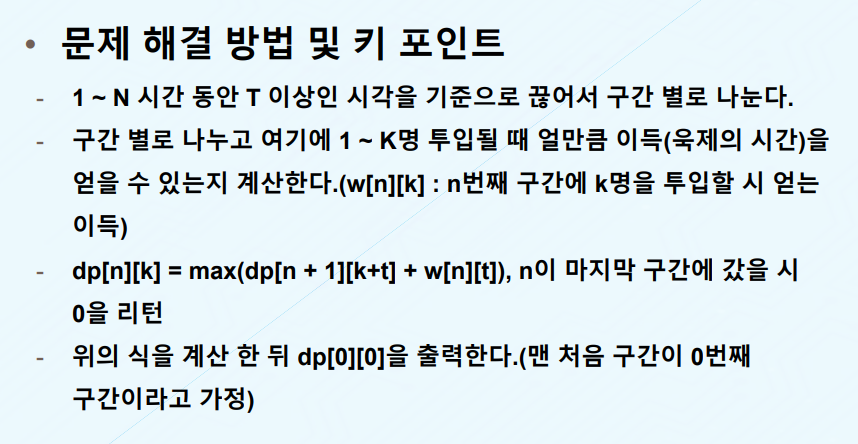 • 문제 해결 방법 및 키 포인트
- 1 ~ N 시간 동안 T 이상인 시각을 기준으로 끊어서 구간 별로 나눈다.
- 구간 별로 나누고 여기에 1 ~ K명 투입될 때 얼만큼 이득(욱제의 시간)을
얻을 수 있는지 계산한다.(w[n][k] : n번째 구간에 k명을 투입할 시 얻는
이득)
- dp[n][k] = max(dp[n + 1][k+t] + w[n][t]), n이 마지막 구간에 갔을 시
0을 리턴
- 위의 식을 계산 한 뒤 dp[0][0]을 출력한다.(맨 처음 구간이 0번째
구간이라고 가정)